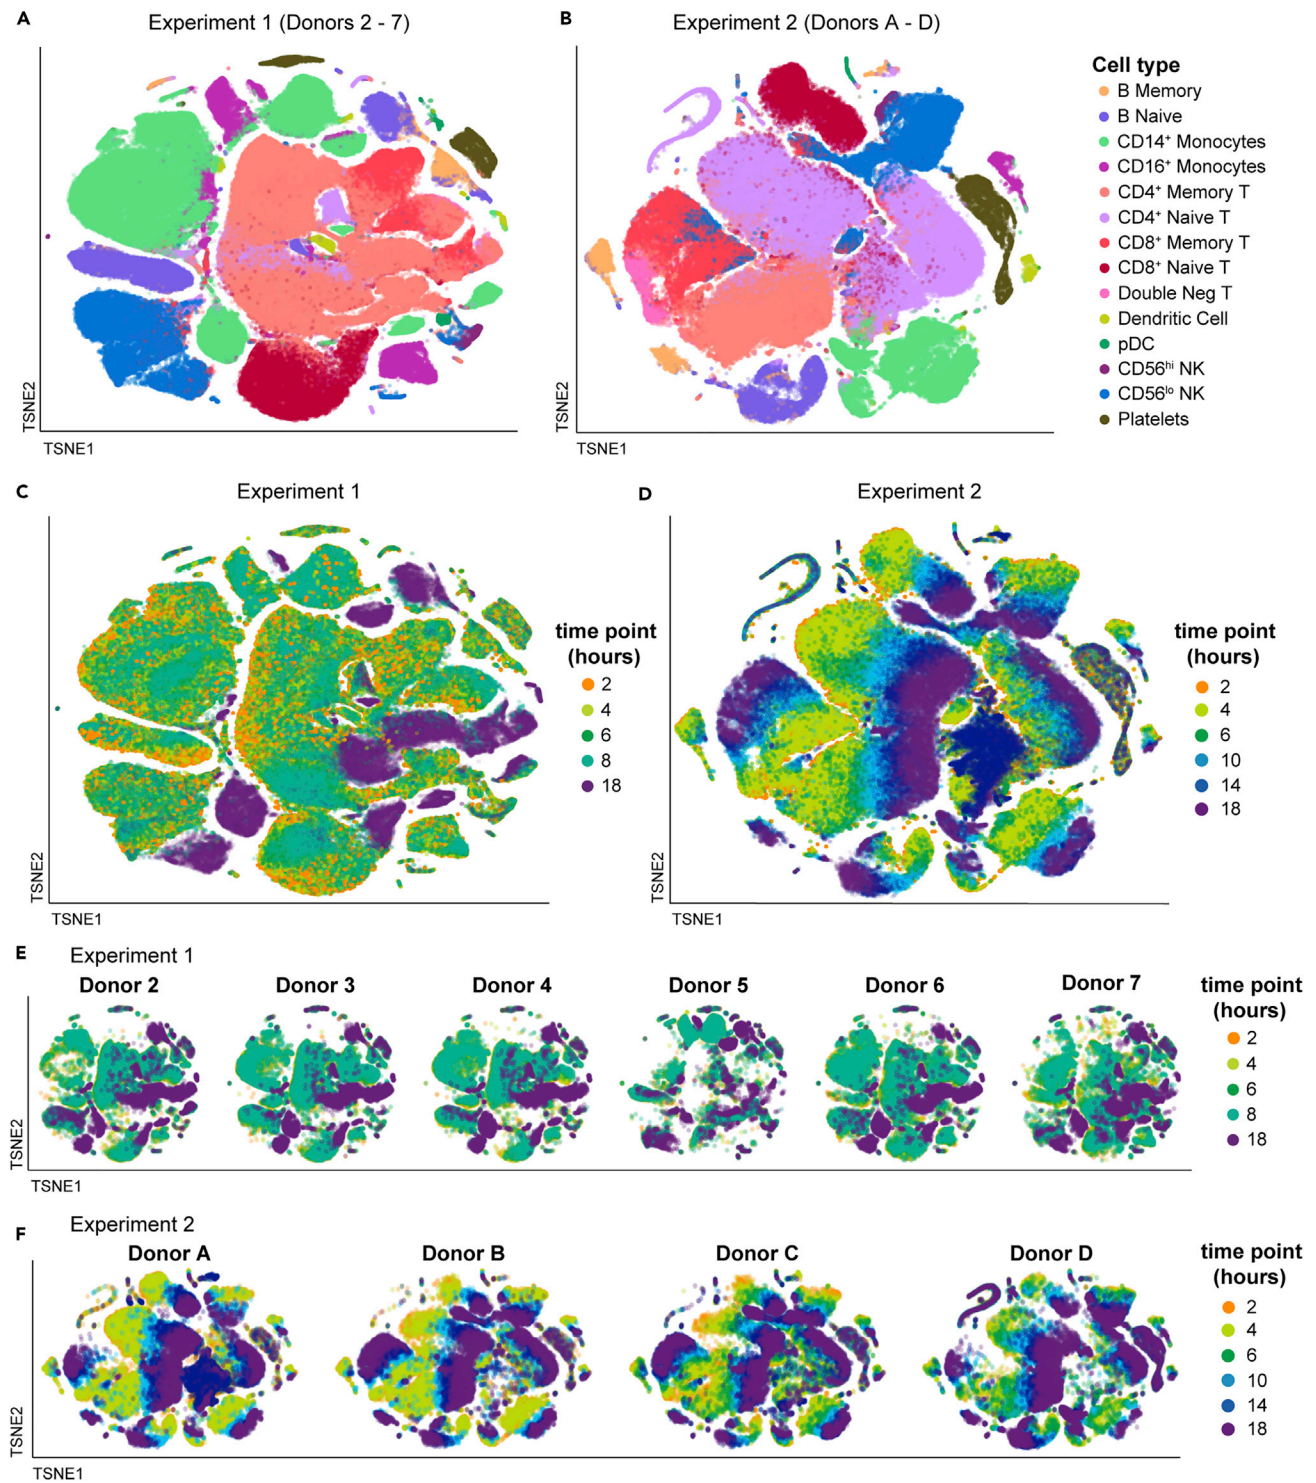 A
Experiment 1 (Donors 2 - 7)
TSNE2
TSNE1
B
Experiment 2 (Donors A - D)
TSNE2
TSNE1
Cell type
B Memory
B Naive
CD14⁺ Monocytes
CD16⁺ Monocytes
CD4⁺ Memory T
CD4⁺ Naive T
CD8⁺ Memory T
CD8⁺ Naive T
Double Neg T
Dendritic Cell
pDC
CD56ʰⁱ NK
CD56ˡᵒ NK
Platelets
C
Experiment 1
TSNE2
TSNE1
time point
(hours)
2
4
6
8
18
D
Experiment 2
TSNE2
TSNE1
time point
(hours)
2
4
6
10
14
18
E
Experiment 1
Donor 2
Donor 3
Donor 4
Donor 5
Donor 6
Donor 7
TSNE2
TSNE1
time point
(hours)
2
4
6
8
18
F
Experiment 2
Donor A
Donor B
Donor C
Donor D
TSNE2
TSNE1
time point
(hours)
2
4
6
10
14
18